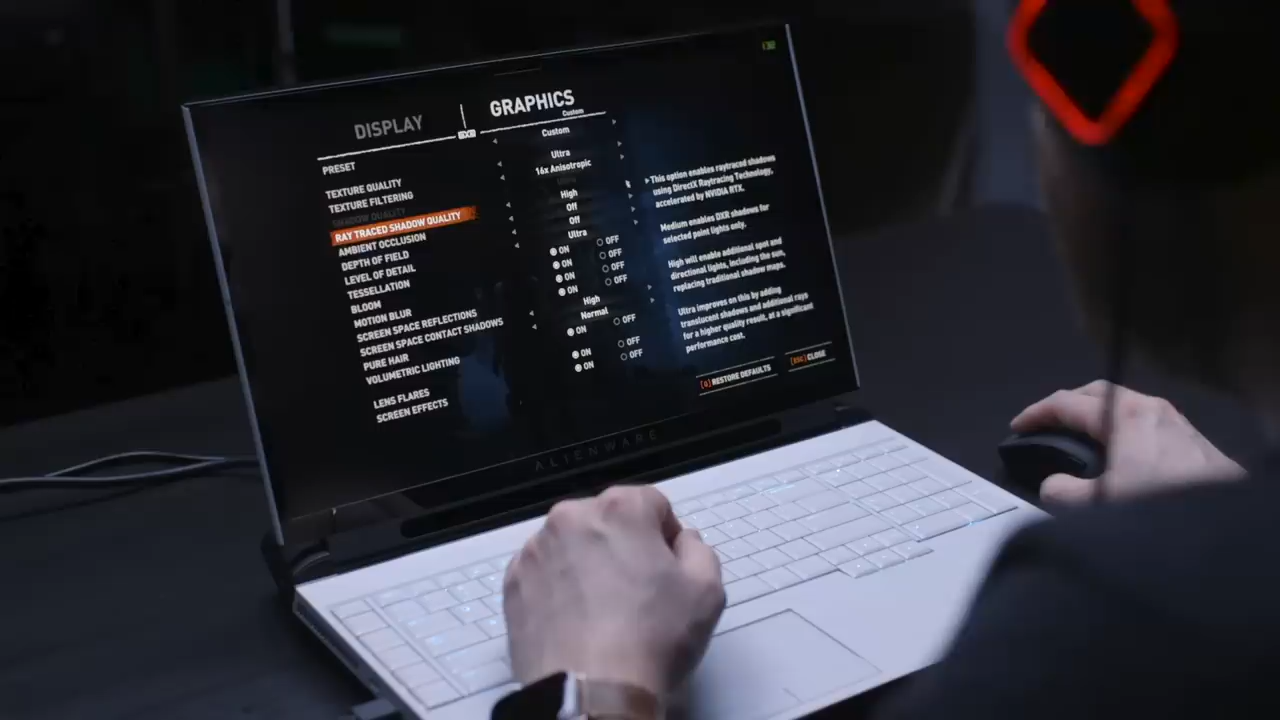 DISPLAY
GRAPHICS
Custom
PRESET
Custom
TEXTURE QUALITY
Ultra
TEXTURE FILTERING
16x Anisotropic
SHADOW QUALITY
RAY TRACED SHADOW QUALITY
High
AMBIENT OCCLUSION
Off
DEPTH OF FIELD
Off
LEVEL OF DETAIL
Ultra
TESSELLATION
ON OFF
BLOOM
ON OFF
MOTION BLUR
ON OFF
SCREEN SPACE REFLECTIONS
ON OFF
SCREEN SPACE CONTACT SHADOWS
High
PURE HAIR
Normal
VOLUMETRIC LIGHTING
ON OFF
LENS FLARES
ON OFF
SCREEN EFFECTS
ON OFF
This option enables raytraced shadows
using DirectX Raytracing Technology,
accelerated by NVIDIA RTX.
Medium enables DXR shadows for
selected point lights only.
High will enable additional spot and
directional lights, including the sun,
replacing traditional shadow maps.
Ultra improves on this by adding
translucent shadows and additional rays
for a higher quality result, at a significant
performance cost.
[Q] RESTORE DEFAULTS
[ESC] CLOSE
ALIENWARE